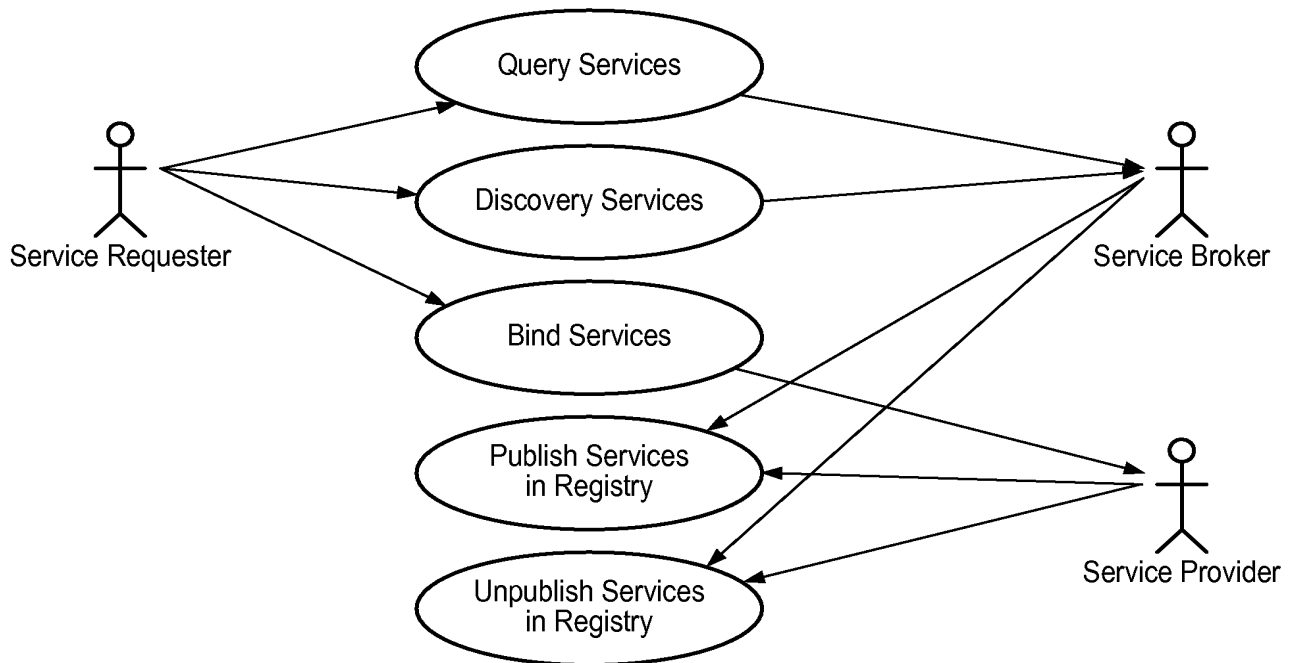 Query Services
Discovery Services
Service Requester
Service Broker
Bind Services
Publish Services
in Registry
Service Provider
Unpublish Services
in Registry